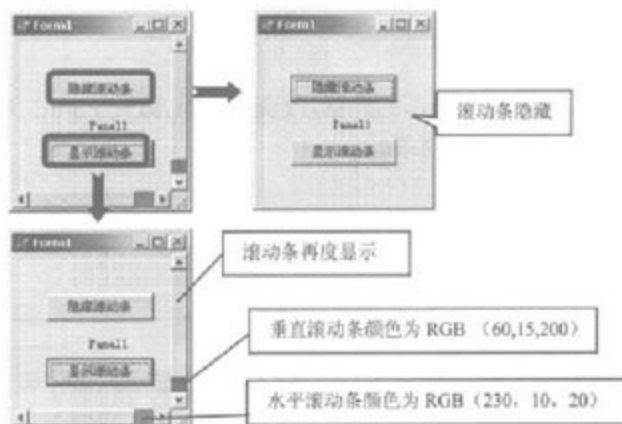 Form1
隐藏滚动条
Panel1
显示滚动条
Form1
隐藏滚动条
Panel1
显示滚动条
滚动条隐藏
Form1
隐藏滚动条
Panel1
显示滚动条
滚动条再度显示
垂直滚动条颜色为 RGB （60,15,200）
水平滚动条颜色为 RGB（230，10，20）